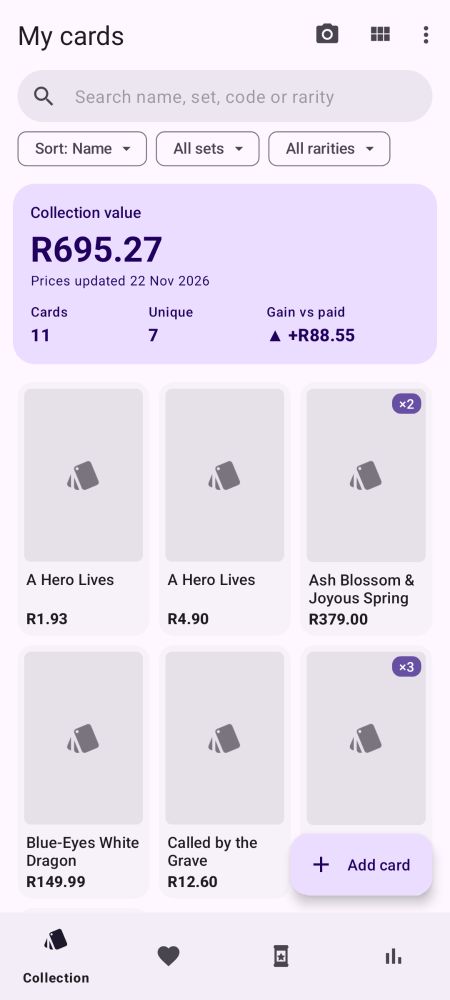 My cards
Search name, set, code or rarity
Sort: Name
All sets
All rarities
Collection value
R695.27
Prices updated 22 Nov 2026
Cards
Unique
Gain vs paid
11
7
▲ +R88.55
×2
A Hero Lives
R1.93
A Hero Lives
R4.90
Ash Blossom &
Joyous Spring
R379.00
×3
Blue-Eyes White
Dragon
R149.99
Called by the
Grave
R12.60
Add card
Collection